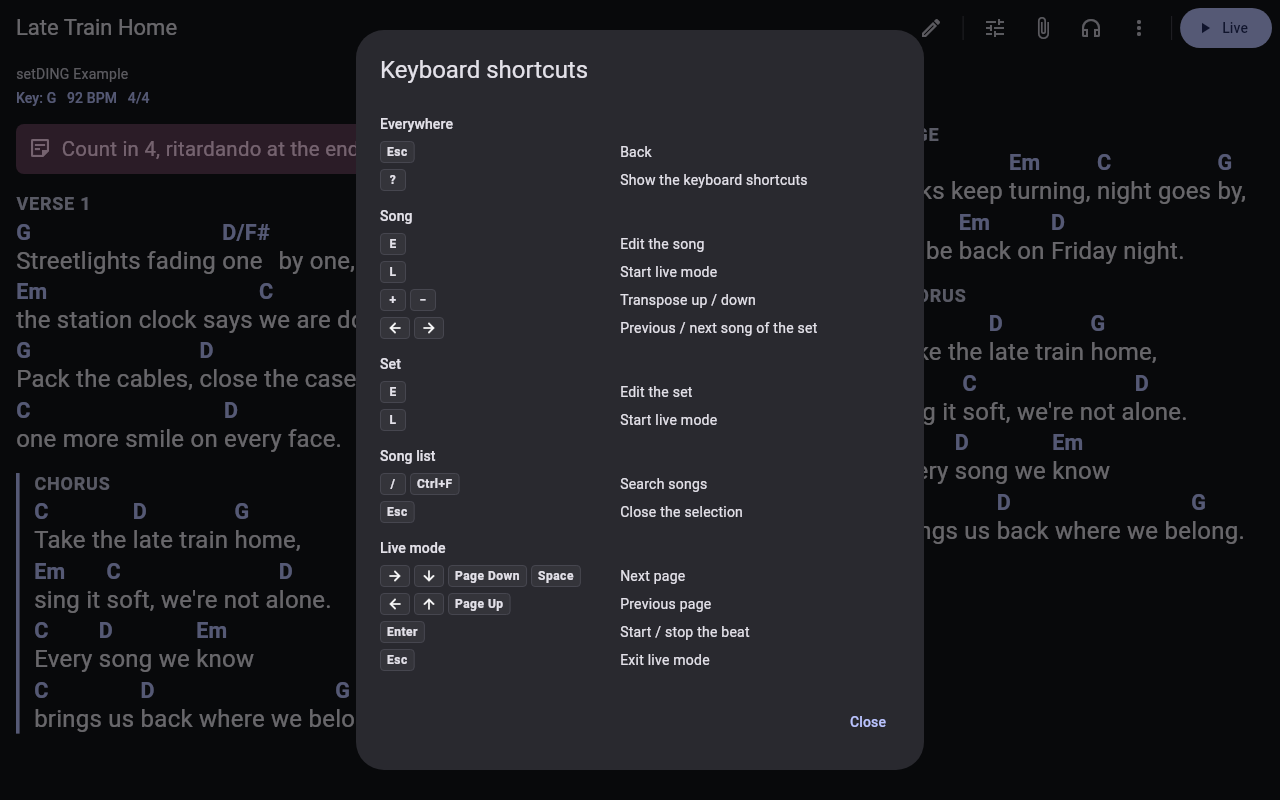 Late Train Home
Live
setDING Example
Key: G 92 BPM 4/4
Count in 4, ritardando at the end
VERSE 1
G D/F#
Streetlights fading one by one,
Em C
the station clock says we are
G D
Pack the cables, close the case
C D
one more smile on every face.
CHORUS
C D G
Take the late train home,
Em C D
sing it soft, we're not alone.
C D Em
Every song we know
C D G
brings us back where we
Keyboard shortcuts
Everywhere
Esc Back
? Show the keyboard shortcuts
Song
E Edit the song
L Start live mode
+ − Transpose up / down
← → Previous / next song of the set
Set
E Edit the set
L Start live mode
Song list
/ Ctrl+F Search songs
Esc Close the selection
Live mode
→ ↓ Page Down Space Next page
← ↑ Page Up Previous page
Enter Start / stop the beat
Esc Exit live mode
Close
Em C G
keep turning, night goes by,
Em D
be back on Friday night.
D G
the late train home,
C D
it soft, we're not alone.
D Em
song we know
D G
us back where we belong.